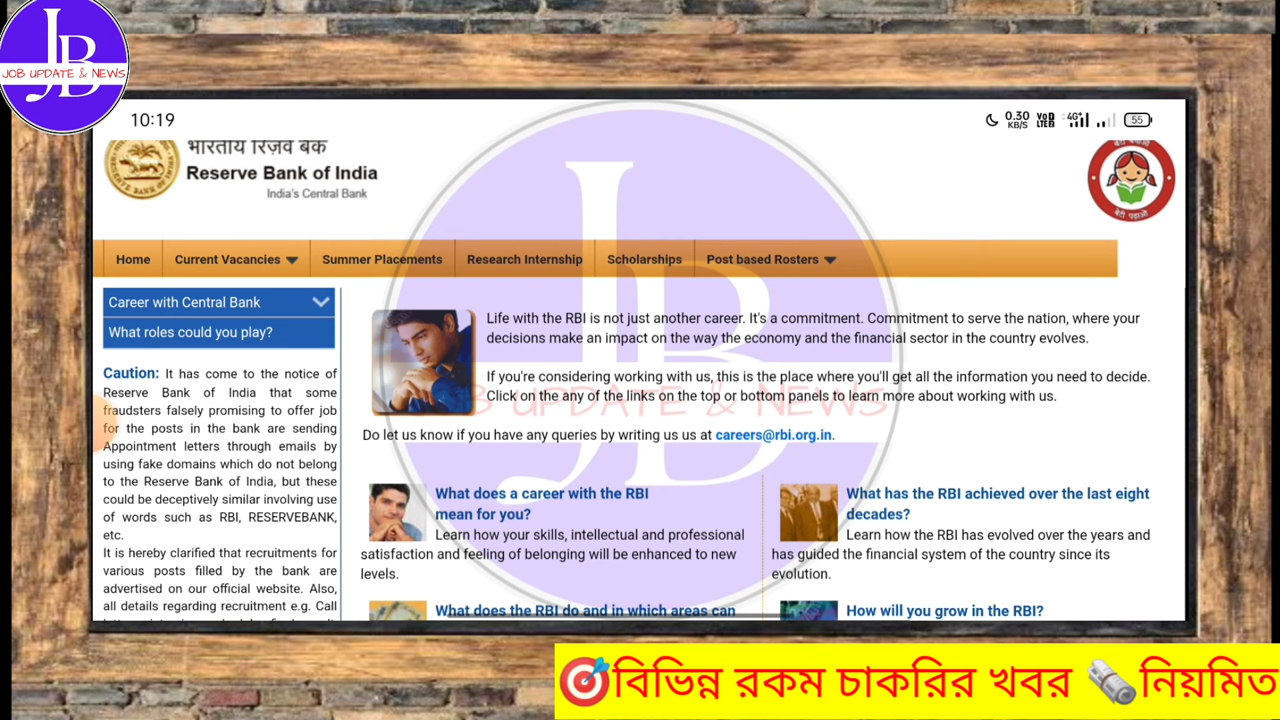 JB
JOB UPDATE & NEWS
10:19
0.30 KB/S VoD LTE2 4G+ 55
भारतीय रिज़र्व बैंक
Reserve Bank of India
India's Central Bank
बेटी पढ़ाओ
Home Current Vacancies Summer Placements Research Internship Scholarships Post based Rosters
Career with Central Bank
What roles could you play?
Caution: It has come to the notice of
Reserve Bank of India that some
fraudsters falsely promising to offer job
for the posts in the bank are sending
Appointment letters through emails by
using fake domains which do not belong
to the Reserve Bank of India, but these
could be deceptively similar involving use
of words such as RBI, RESERVEBANK,
etc.
It is hereby clarified that recruitments for
various posts filled by the bank are
advertised on our official website. Also,
all details regarding recruitment e.g. Call
Life with the RBI is not just another career. It's a commitment. Commitment to serve the nation, where your
decisions make an impact on the way the economy and the financial sector in the country evolves.
If you're considering working with us, this is the place where you'll get all the information you need to decide.
Click on the any of the links on the top or bottom panels to learn more about working with us.
Do let us know if you have any queries by writing us us at careers@rbi.org.in.
What does a career with the RBI
mean for you?
Learn how your skills, intellectual and professional
satisfaction and feeling of belonging will be enhanced to new
levels.
What does the RBI do and in which areas can
What has the RBI achieved over the last eight
decades?
Learn how the RBI has evolved over the years and
has guided the financial system of the country since its
evolution.
How will you grow in the RBI?
JB
UPDATE & NEWS
🎯বিভিন্ন রকম চাকরির খবর 🗞️নিয়মিত